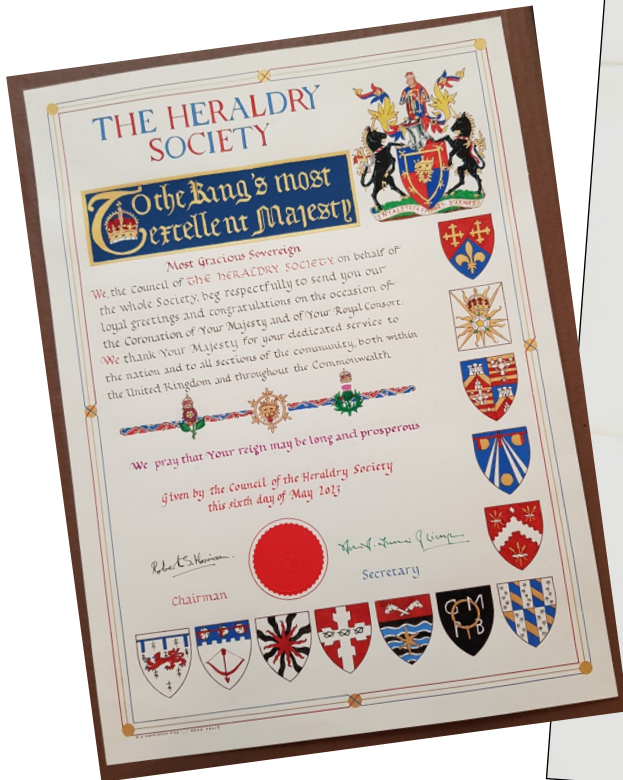 THE HERALDRY
SOCIETY
To the King's most
excellent Majesty
Most Gracious Sovereign
We, the Council of THE HERALDRY SOCIETY, on behalf of
the whole Society, beg respectfully to send you our
loyal greetings and congratulations on the occasion of
the Coronation of Your Majesty and of Your Royal Consort.
We thank Your Majesty for your dedicated service to
the nation and to all sections of the community, both within
the United Kingdom and throughout the Commonwealth.
We pray that Your reign may be long and prosperous
Given by the Council of the Heraldry Society
this sixth day of May 2023
Chairman
Secretary